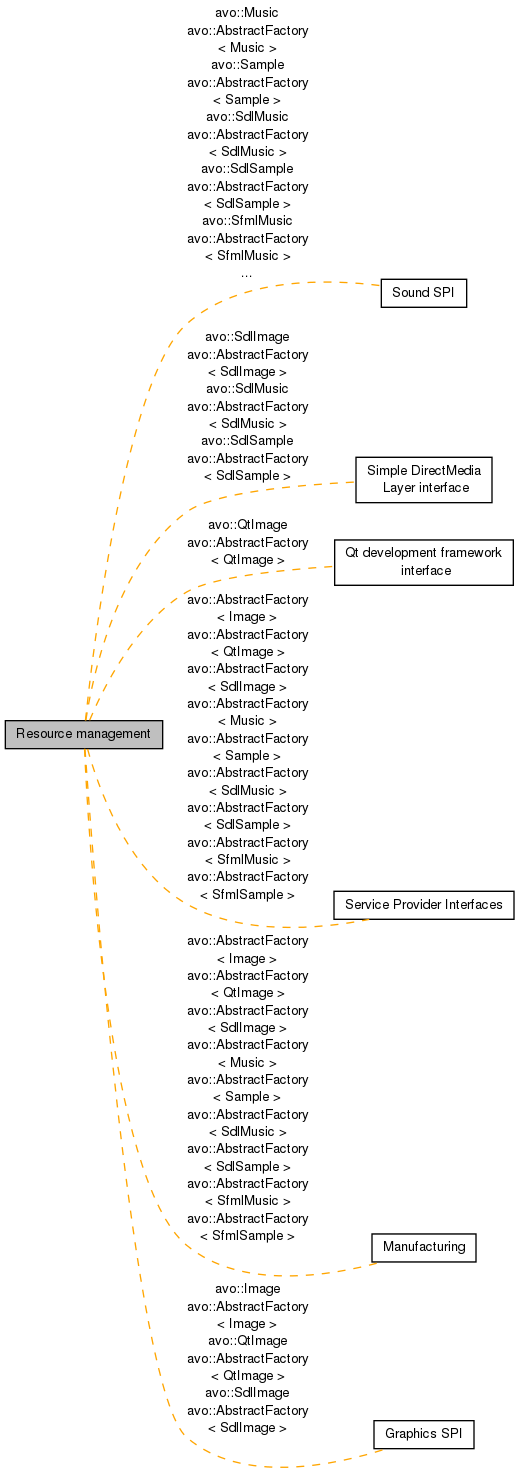 avo::Music
avo::AbstractFactory
< Music >
avo::Sample
avo::AbstractFactory
< Sample >
avo::SdlMusic
avo::AbstractFactory
< SdlMusic >
avo::SdlSample
avo::AbstractFactory
< SdlSample >
avo::SfmlMusic
avo::AbstractFactory
< SfmlMusic >
...
Sound SPI
avo::SdlImage
avo::AbstractFactory
< SdlImage >
avo::SdlMusic
avo::AbstractFactory
< SdlMusic >
avo::SdlSample
avo::AbstractFactory
< SdlSample >
Simple DirectMedia
Layer interface
avo::QtImage
avo::AbstractFactory
< QtImage >
Qt development framework
interface
avo::AbstractFactory
< Image >
avo::AbstractFactory
< QtImage >
avo::AbstractFactory
< SdlImage >
avo::AbstractFactory
< Music >
Resource management
avo::AbstractFactory
< Sample >
avo::AbstractFactory
< SdlMusic >
avo::AbstractFactory
< SdlSample >
avo::AbstractFactory
< SfmlMusic >
avo::AbstractFactory
< SfmlSample >
Service Provider Interfaces
avo::AbstractFactory
< Image >
avo::AbstractFactory
< QtImage >
avo::AbstractFactory
< SdlImage >
avo::AbstractFactory
< Music >
avo::AbstractFactory
< Sample >
avo::AbstractFactory
< SdlMusic >
avo::AbstractFactory
< SdlSample >
avo::AbstractFactory
< SfmlMusic >
avo::AbstractFactory
< SfmlSample >
Manufacturing
avo::Image
avo::AbstractFactory
< Image >
avo::QtImage
avo::AbstractFactory
< QtImage >
avo::SdlImage
avo::AbstractFactory
< SdlImage >
Graphics SPI